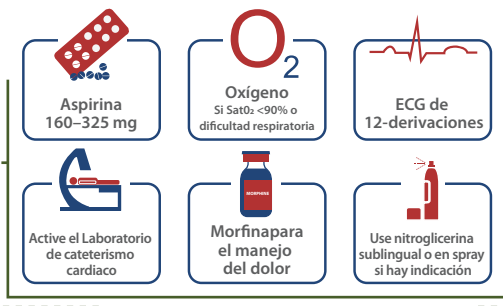 Aspirina
160–325 mg
O2
Oxígeno
Si Sat0₂ <90% o
dificultad respiratoria
ECG de
12-derivaciones
Active el Laboratorio
de cateterismo
cardiaco
MORPHINE
Morfinapara
el manejo
del dolor
Use nitroglicerina
sublingual o en spray
si hay indicación